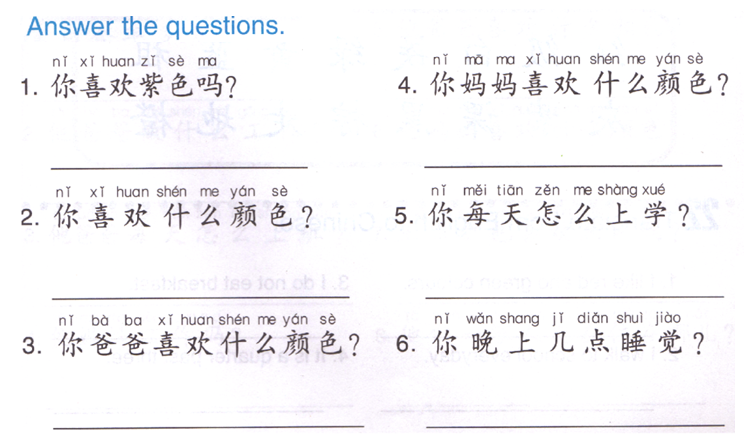 Answer the questions.
nǐ xǐ huan zǐ sè ma
1. 你喜欢紫色吗?
nǐ xǐ huan shén me yán sè
2. 你喜欢什么颜色?
nǐ bà ba xǐ huan shén me yán sè
3. 你爸爸喜欢什么颜色?
nǐ mā ma xǐ huan shén me yán sè
4. 你妈妈喜欢什么颜色?
nǐ měi tiān zěn me shàng xué
5. 你每天怎么上学?
nǐ wǎn shang jǐ diǎn shuì jiào
6. 你晚上几点睡觉?